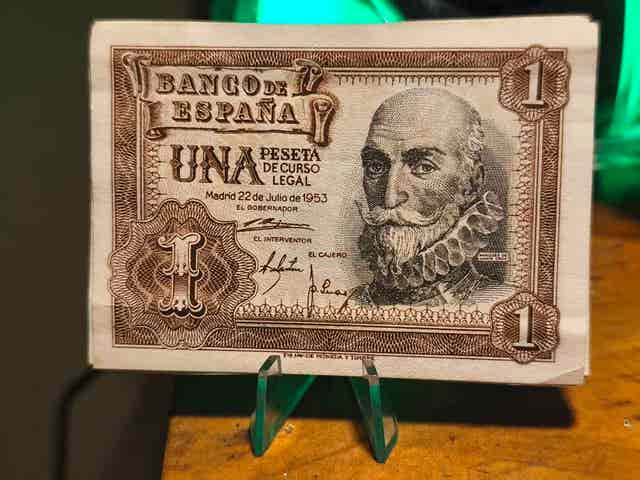 BANCO DE
ESPAÑA
1
UNA PESETA
DE CURSO
LEGAL
Madrid 22 de Julio de 1953
EL GOBERNADOR
EL INTERVENTOR
EL CAJERO
1
1